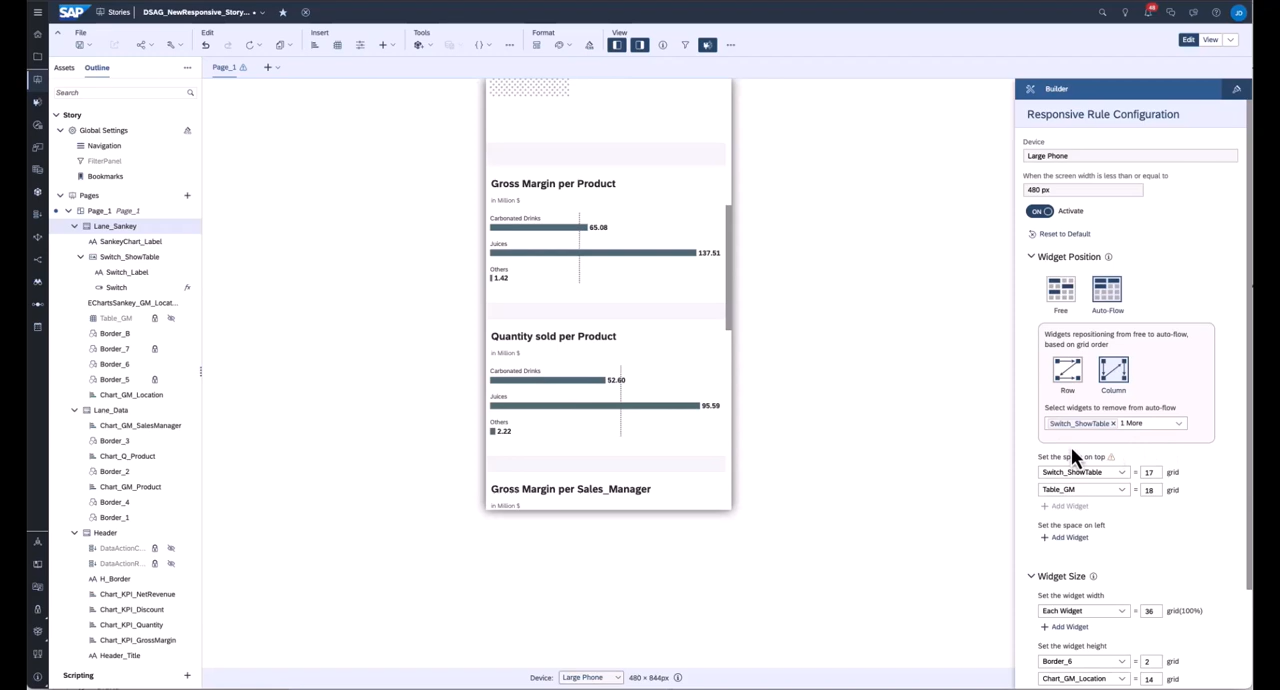 SAP Stories DSAG_NewResponsive_Story...
48
JD
File Edit Insert Tools Format View
Edit View
Assets Outline
Page_1
Search
Story
Global Settings
Navigation
FilterPanel
Bookmarks
Pages
Page_1 Page_1
Lane_Sankey
SankeyChart_Label
Switch_ShowTable
Switch_Label
Switch
EChartsSankey_GM_Locat...
Table_GM
Border_B
Border_7
Border_6
Border_5
Chart_GM_Location
Lane_Data
Chart_GM_SalesManager
Border_3
Chart_Q_Product
Border_2
Chart_GM_Product
Border_4
Border_1
Header
DataActionC...
DataActionR...
H_Border
Chart_KPI_NetRevenue
Chart_KPI_Discount
Chart_KPI_Quantity
Chart_KPI_GrossMargin
Header_Title
Scripting
Gross Margin per Product
in Million $
Carbonated Drinks
65.08
Juices
137.51
Others
1.42
Quantity sold per Product
in Million $
Carbonated Drinks
52.60
Juices
95.59
Others
2.22
Gross Margin per Sales_Manager
in Million $
Device: Large Phone 480 × 844px
Builder
Responsive Rule Configuration
Device
Large Phone
When the screen width is less than or equal to
480 px
ON Activate
Reset to Default
Widget Position
Free Auto-Flow
Widgets repositioning from free to auto-flow,
based on grid order
Row Column
Select widgets to remove from auto-flow
Switch_ShowTable × 1 More
Set the on top
Switch_ShowTable = 17 grid
Table_GM = 18 grid
+ Add Widget
Set the space on left
+ Add Widget
Widget Size
Set the widget width
Each Widget = 36 grid(100%)
+ Add Widget
Set the widget height
Border_6 = 2 grid
Chart_GM_Location = 14 grid